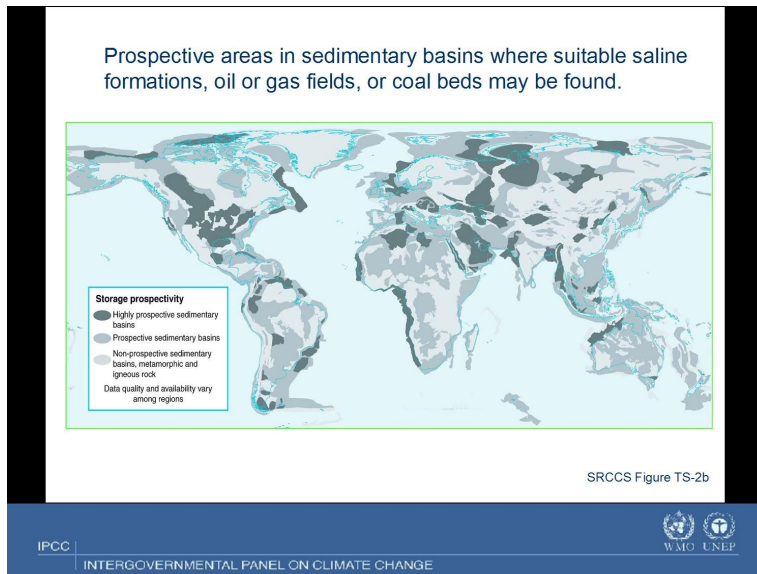 Prospective areas in sedimentary basins where suitable saline
formations, oil or gas fields, or coal beds may be found.
Storage prospectivity
Highly prospective sedimentary
basins
Prospective sedimentary basins
Non-prospective sedimentary
basins, metamorphic and
igneous rock
Data quality and availability vary
among regions
SRCCS Figure TS-2b
WMO UNEP
IPCC
INTERGOVERNMENTAL PANEL ON CLIMATE CHANGE